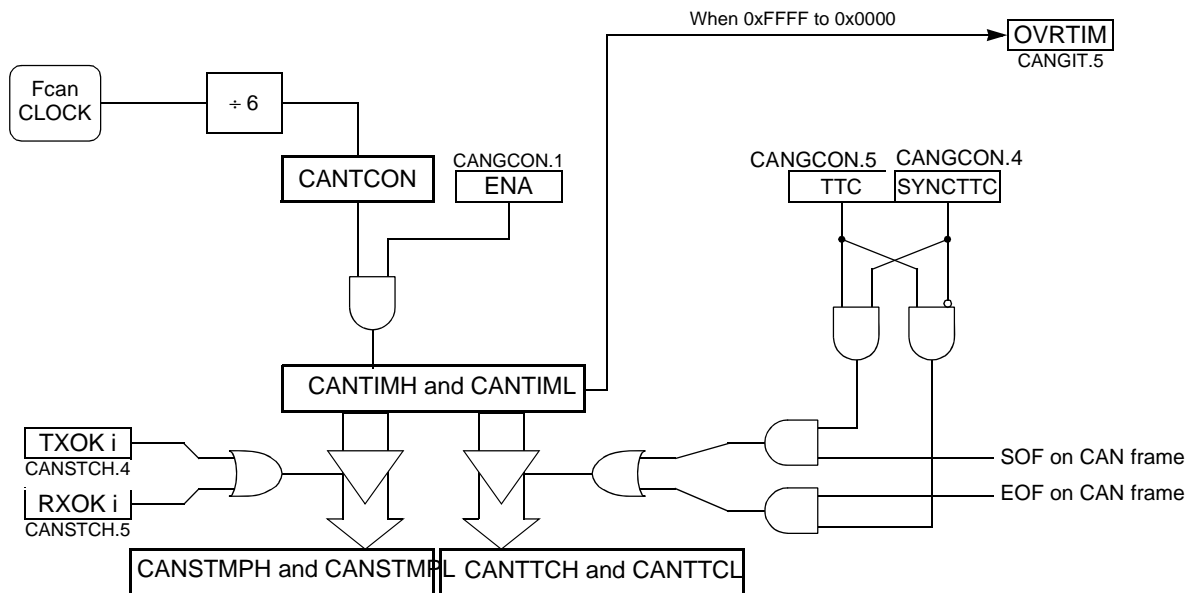 When 0xFFFF to 0x0000
OVRTIM
CANGIT.5
Fcan
CLOCK
÷ 6
CANTCON
CANGCON.1
ENA
CANGCON.5
CANGCON.4
TTC
SYNCTTC
CANTIMH and CANTIML
TXOK i
CANSTCH.4
RXOK i
CANSTCH.5
SOF on CAN frame
EOF on CAN frame
CANSTMPH and CANSTMPL
CANTTCH and CANTTCL